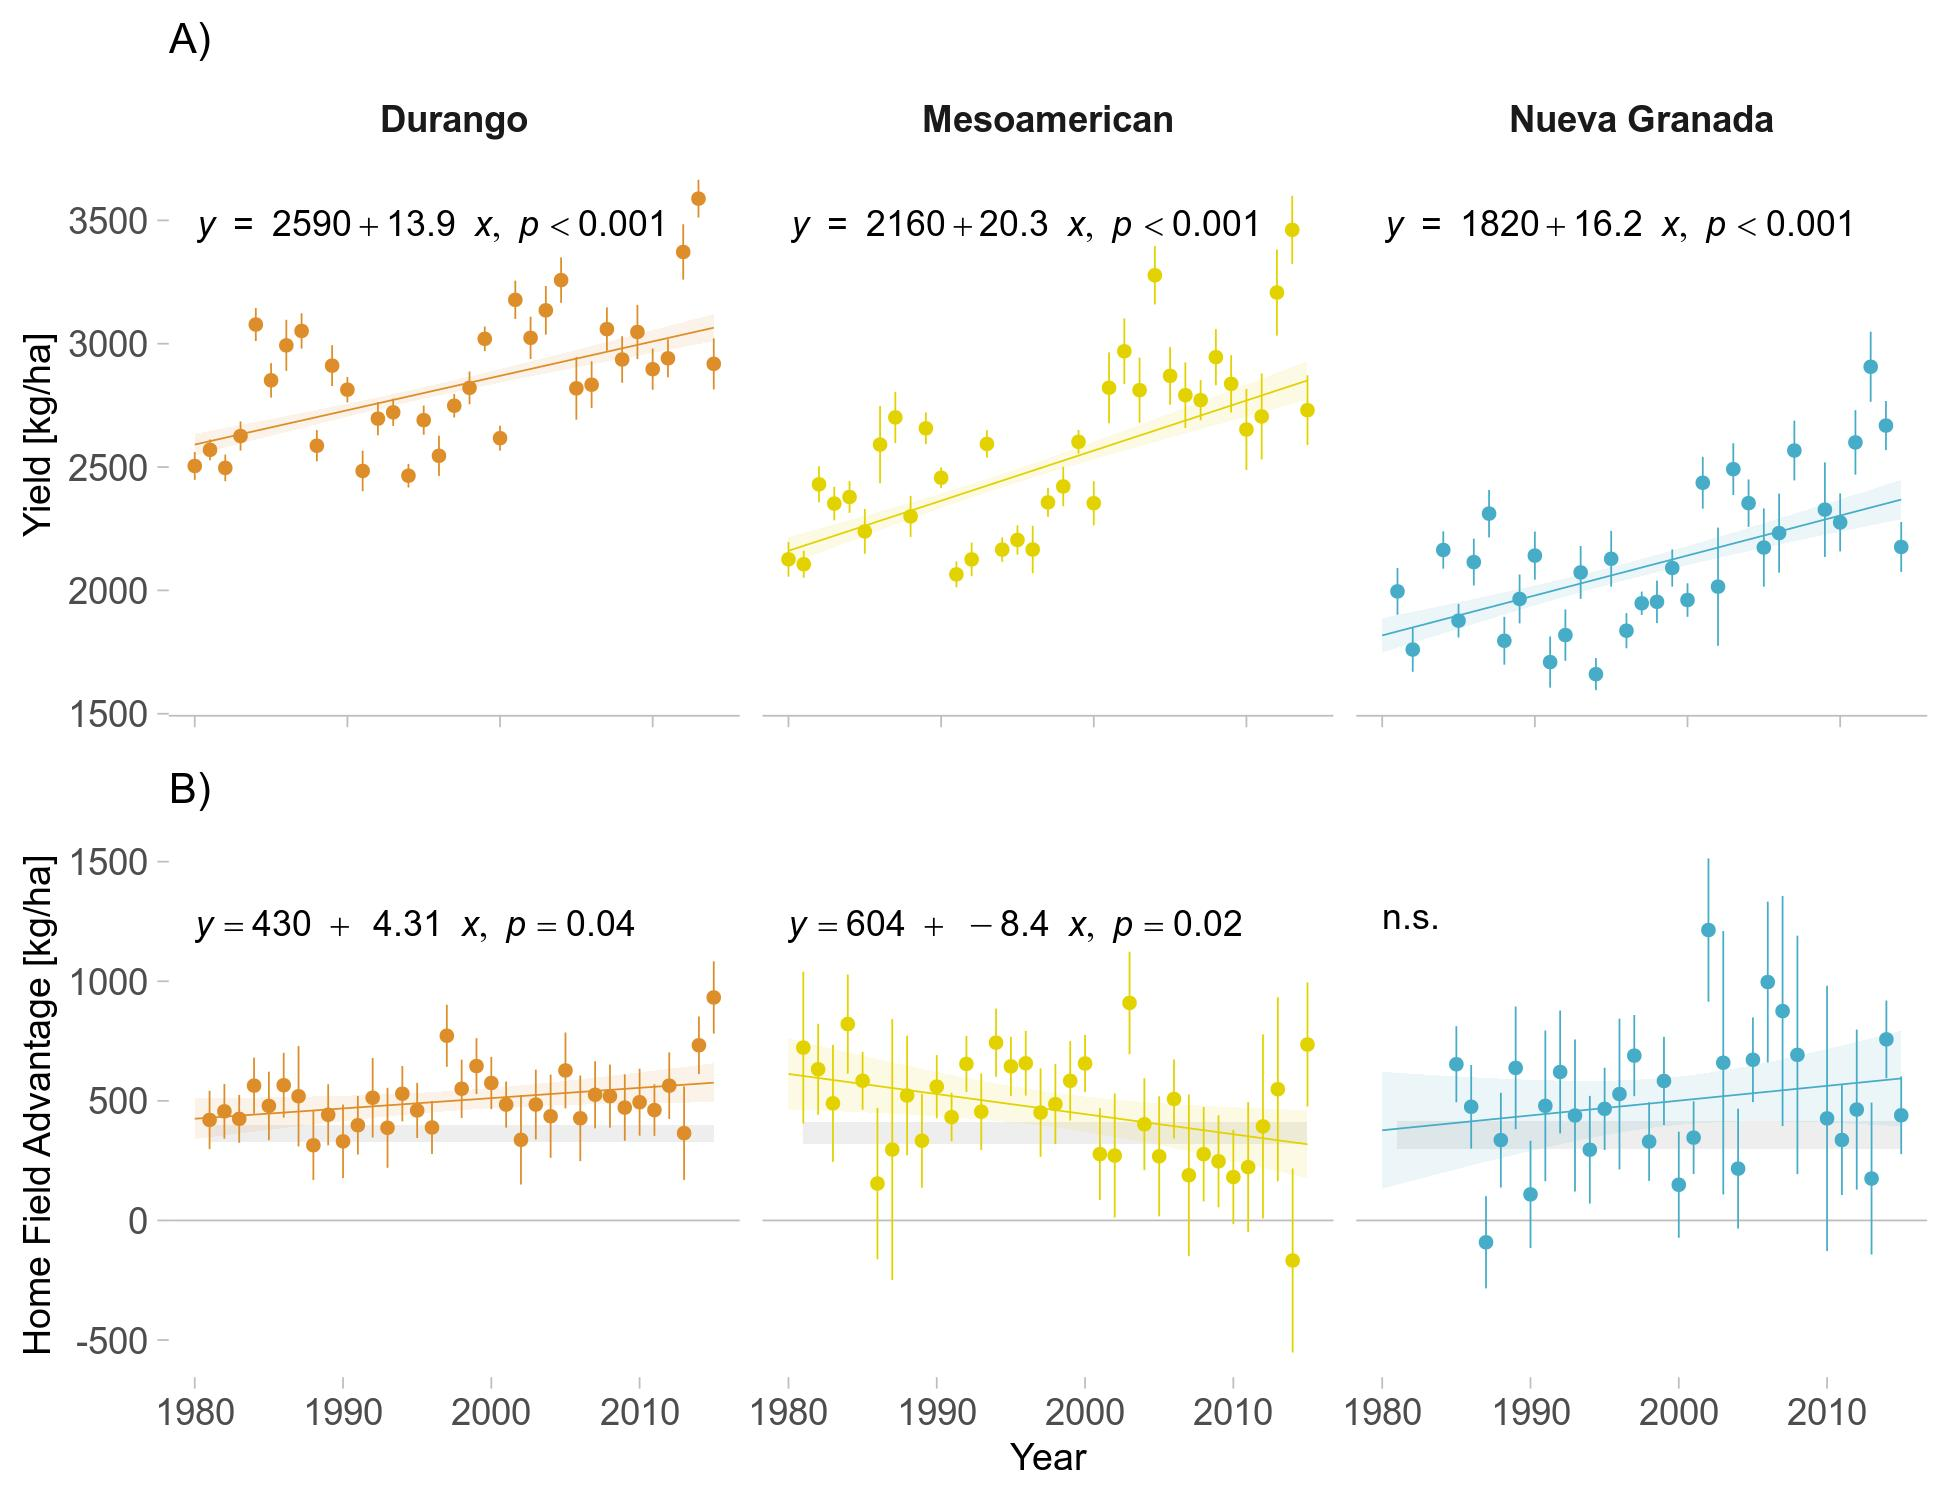 A)
Durango Mesoamerican Nueva Granada
y = 2590 + 13.9 x, p < 0.001
y = 2160 + 20.3 x, p < 0.001
y = 1820 + 16.2 x, p < 0.001
Yield [kg/ha]
3500
3000
2500
2000
1500
B)
y = 430 + 4.31 x, p = 0.04
y = 604 + −8.4 x, p = 0.02
n.s.
Home Field Advantage [kg/ha]
1500
1000
500
0
-500
1980 1990 2000 2010 1980 1990 2000 2010 1980 1990 2000 2010
Year